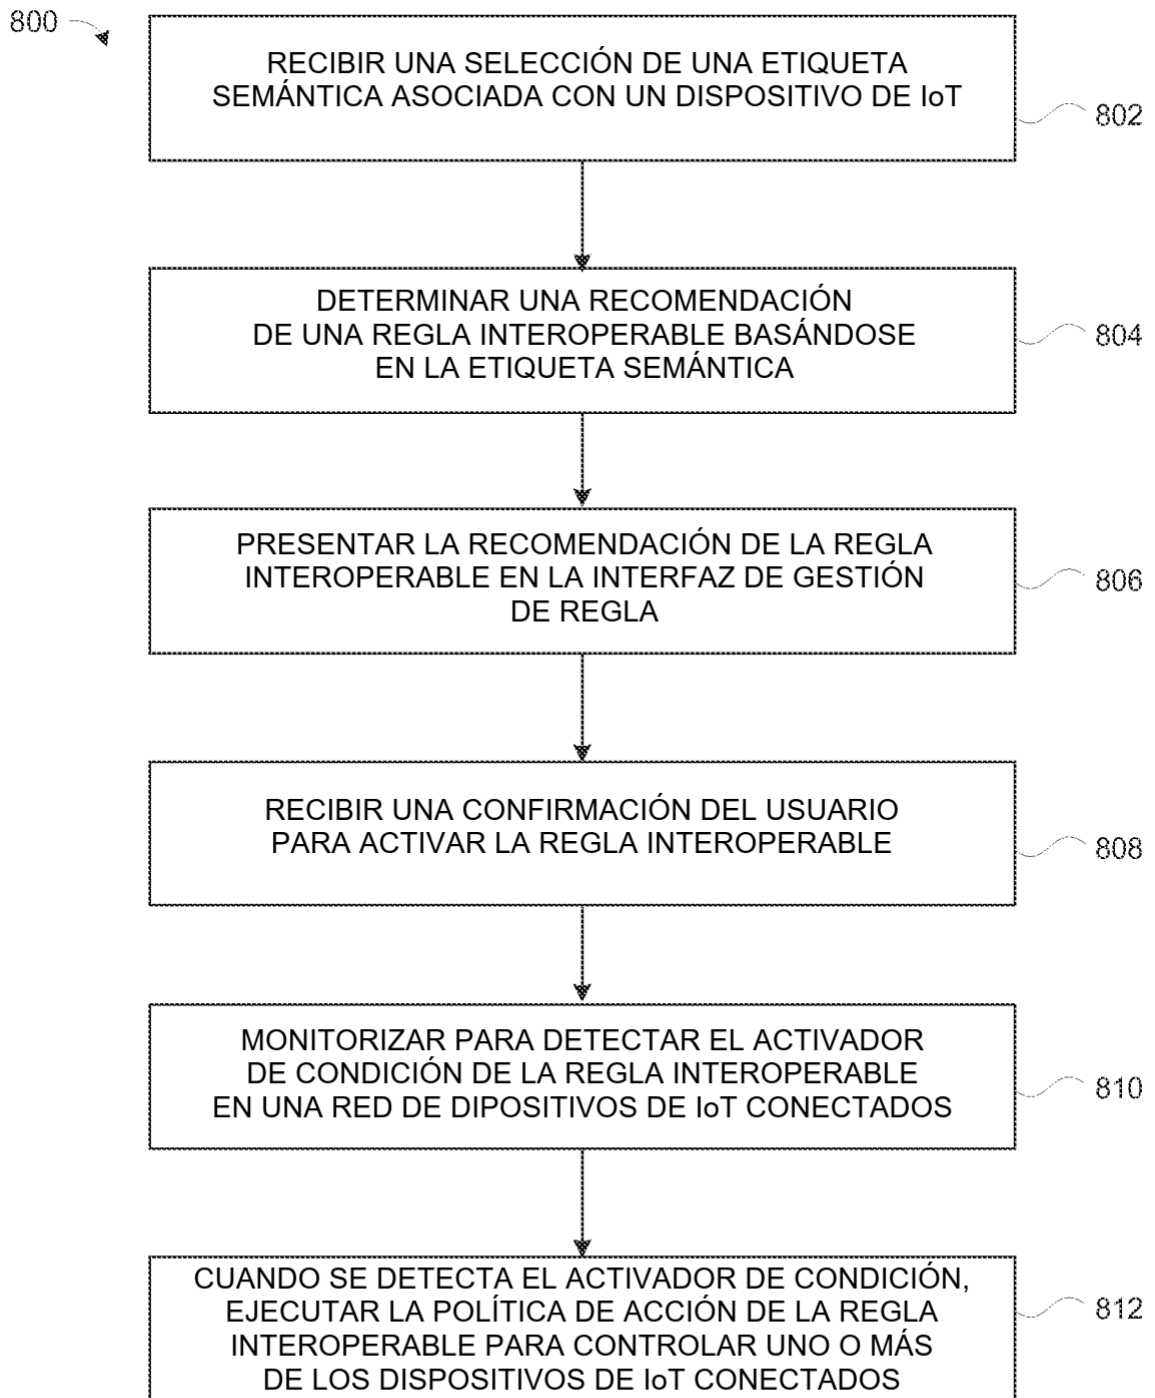 800
RECIBIR UNA SELECCIÓN DE UNA ETIQUETA
SEMÁNTICA ASOCIADA CON UN DISPOSITIVO DE IoT
802
DETERMINAR UNA RECOMENDACIÓN
DE UNA REGLA INTEROPERABLE BASÁNDOSE
EN LA ETIQUETA SEMÁNTICA
804
PRESENTAR LA RECOMENDACIÓN DE LA REGLA
INTEROPERABLE EN LA INTERFAZ DE GESTIÓN
DE REGLA
806
RECIBIR UNA CONFIRMACIÓN DEL USUARIO
PARA ACTIVAR LA REGLA INTEROPERABLE
808
MONITORIZAR PARA DETECTAR EL ACTIVADOR
DE CONDICIÓN DE LA REGLA INTEROPERABLE
EN UNA RED DE DIPOSITIVOS DE IoT CONECTADOS
810
CUANDO SE DETECTA EL ACTIVADOR DE CONDICIÓN,
EJECUTAR LA POLÍTICA DE ACCIÓN DE LA REGLA
INTEROPERABLE PARA CONTROLAR UNO O MÁS
DE LOS DISPOSITIVOS DE IoT CONECTADOS
812